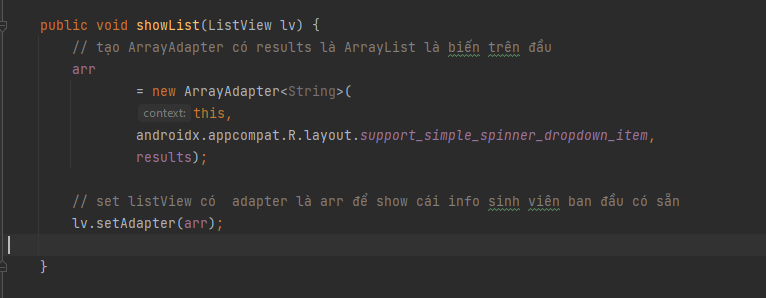 public void showList(ListView lv) {
// tạo ArrayAdapter có results là ArrayList là biến trên đầu
arr
= new ArrayAdapter<String>(
context: this,
androidx.appcompat.R.layout.support_simple_spinner_dropdown_item,
results);
// set listView có  adapter là arr để show cái info sinh viên ban đầu có sẵn
lv.setAdapter(arr);
}